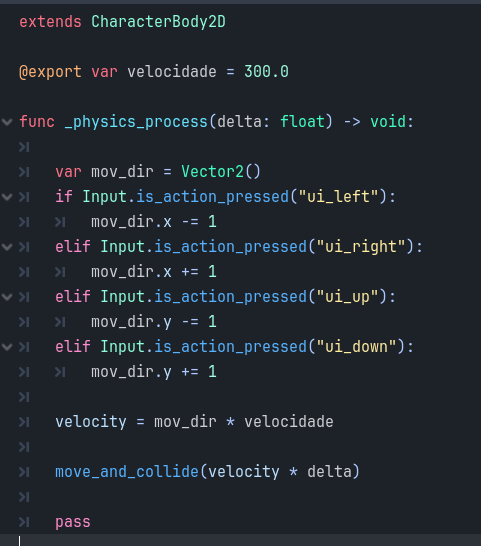 extends CharacterBody2D
@export var velocidade = 300.0
func _physics_process(delta: float) -> void:
var mov_dir = Vector2()
if Input.is_action_pressed("ui_left"):
mov_dir.x -= 1
elif Input.is_action_pressed("ui_right"):
mov_dir.x += 1
elif Input.is_action_pressed("ui_up"):
mov_dir.y -= 1
elif Input.is_action_pressed("ui_down"):
mov_dir.y += 1
velocity = mov_dir * velocidade
move_and_collide(velocity * delta)
pass